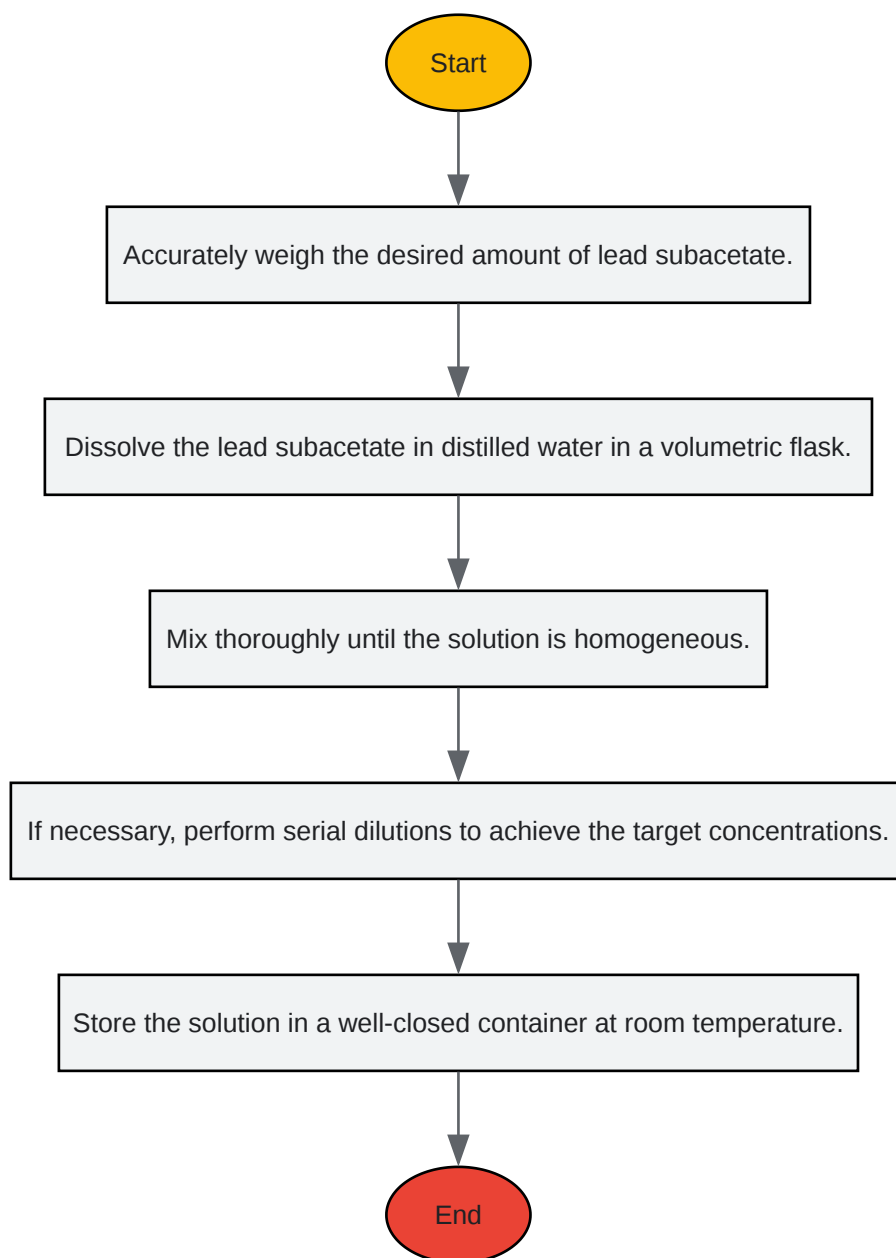 Start
Accurately weigh the desired amount of lead subacetate.
Dissolve the lead subacetate in distilled water in a volumetric flask.
Mix thoroughly until the solution is homogeneous.
If necessary, perform serial dilutions to achieve the target concentrations.
Store the solution in a well-closed container at room temperature.
End